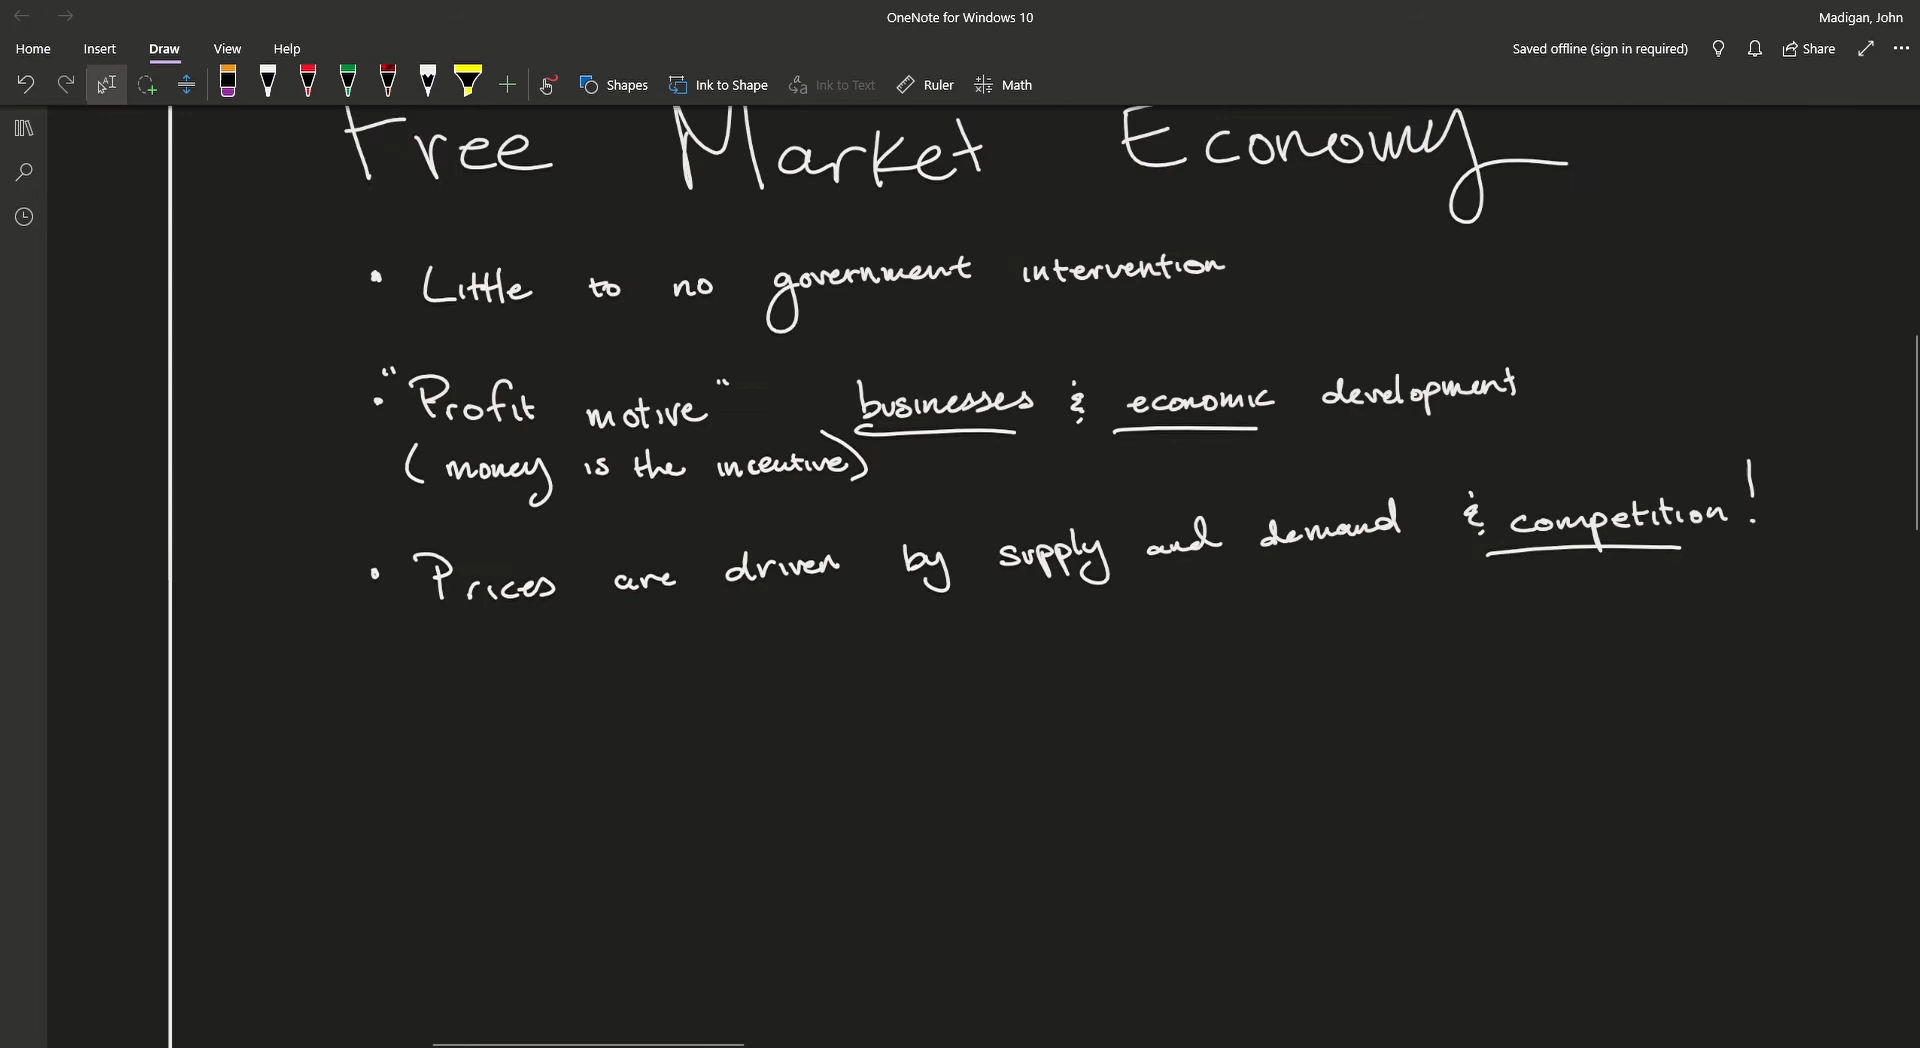 OneNote for Windows 10
Madigan, John
Home Insert Draw View Help
Saved offline (sign in required) Share
Shapes Ink to Shape Ink to Text Ruler Math
Free Market Economy
• Little to no government intervention
• "Profit motive" businesses & economic development
(money is the incentive)
• Prices are driven by supply and demand & competition!